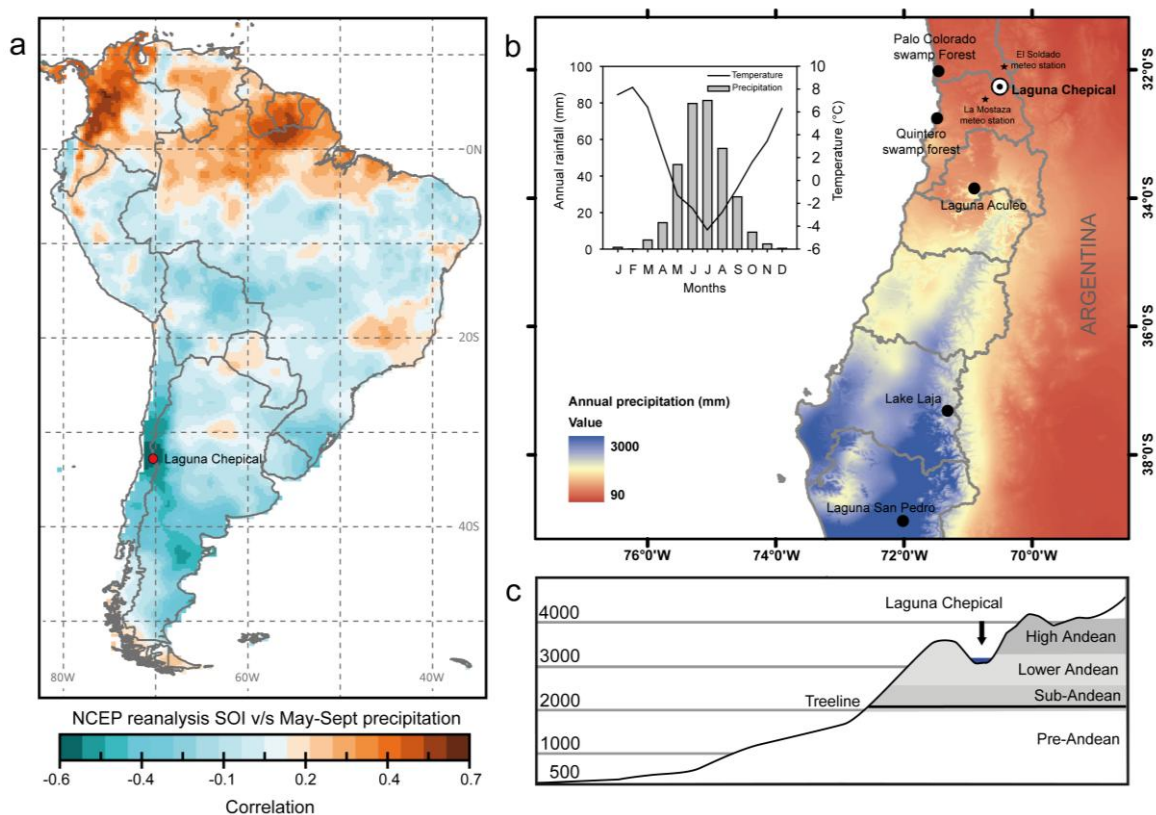 a
0N
20S
Laguna Chepical
40S
80W
60W
40W
NCEP reanalysis SOI v/s May-Sept precipitation
-0.6
-0.4
-0.1
0.2
0.4
0.7
Correlation
b
Palo Colorado
swamp Forest
El Soldado
meteo station
Laguna Chepical
La Mostaza
meteo station
Quintero
swamp forest
Laguna Aculeo
ARGENTINA
Lake Laja
Laguna San Pedro
32°0'S
34°0'S
36°0'S
38°0'S
76°0'W
74°0'W
72°0'W
70°0'W
Annual rainfall (mm)
100
80
60
40
20
0
Temperature
Precipitation
10
8
6
4
2
0
-2
-4
-6
Temperature (°C)
J F M A M J J A S O N D
Months
Annual precipitation (mm)
Value
3000
90
c
Laguna Chepical
4000
3000
2000
1000
500
Treeline
High Andean
Lower Andean
Sub-Andean
Pre-Andean